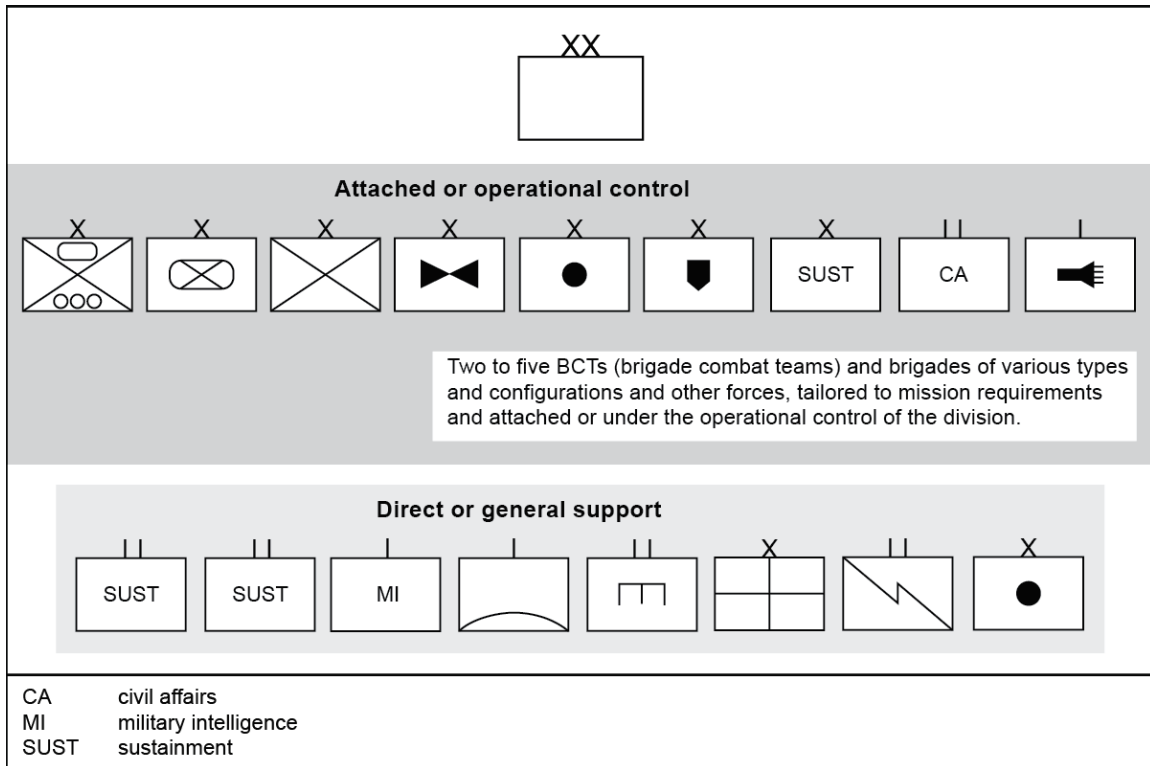 XX
Attached or operational control
X X X X X X X II I
SUST CA
Two to five BCTs (brigade combat teams) and brigades of various types
and configurations and other forces, tailored to mission requirements
and attached or under the operational control of the division.
Direct or general support
II II I I II X II X
SUST SUST MI
CA civil affairs
MI military intelligence
SUST sustainment